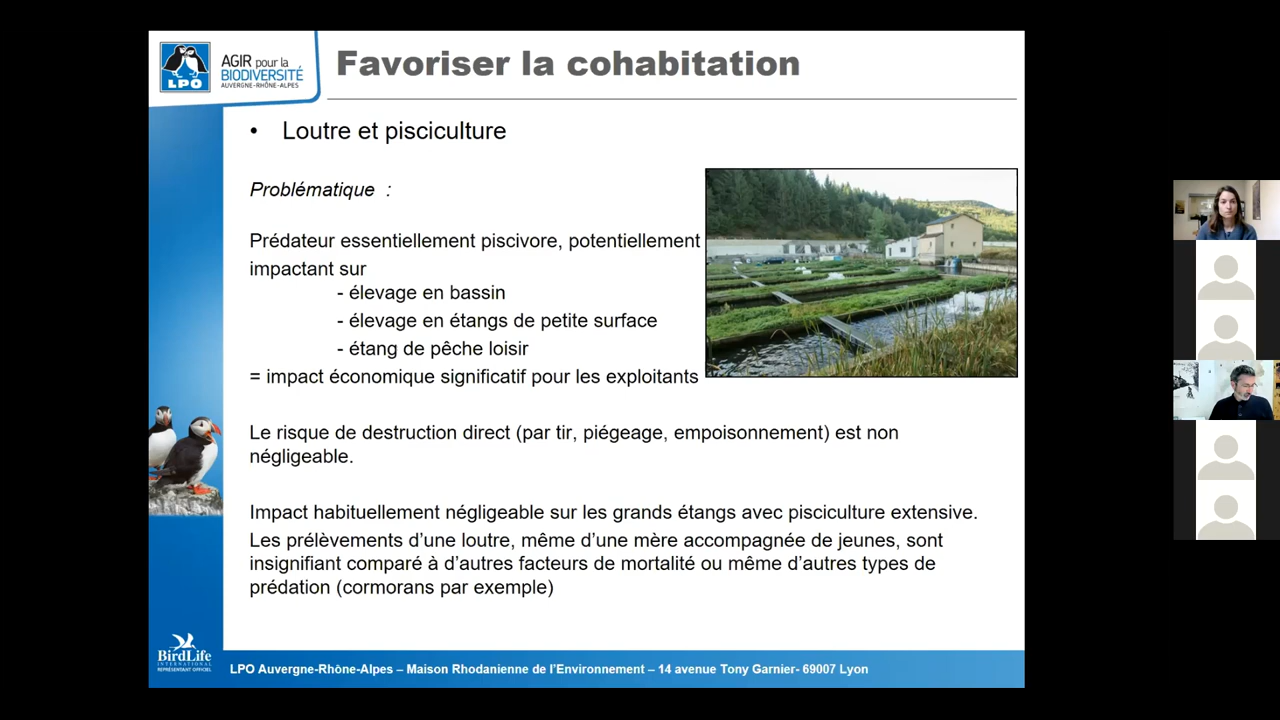 LPO
AGIR pour la
BIODIVERSITÉ
AUVERGNE-RHÔNE-ALPES
Favoriser la cohabitation
• Loutre et pisciculture
Problématique :
Prédateur essentiellement piscivore, potentiellement
impactant sur
- élevage en bassin
- élevage en étangs de petite surface
- étang de pêche loisir
= impact économique significatif pour les exploitants
Le risque de destruction direct (par tir, piégeage, empoisonnement) est non
négligeable.
Impact habituellement négligeable sur les grands étangs avec pisciculture extensive.
Les prélèvements d’une loutre, même d’une mère accompagnée de jeunes, sont
insignifiant comparé à d’autres facteurs de mortalité ou même d’autres types de
prédation (cormorans par exemple)
BirdLife
INTERNATIONAL
REPRÉSENTANT OFFICIEL
LPO Auvergne-Rhône-Alpes – Maison Rhodanienne de l’Environnement – 14 avenue Tony Garnier- 69007 Lyon